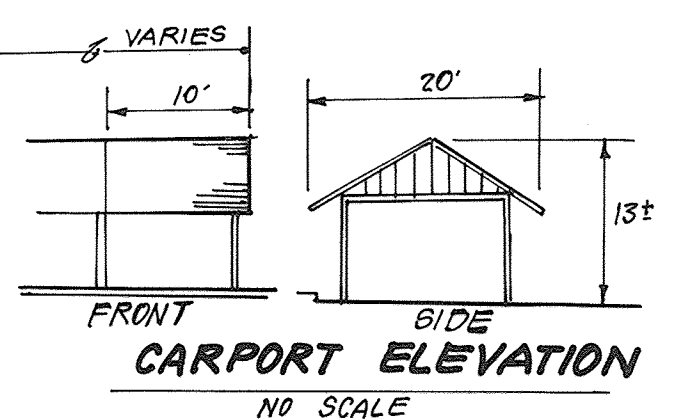 VARIES
10'
20'
13±
FRONT
SIDE
CARPORT ELEVATION
NO SCALE